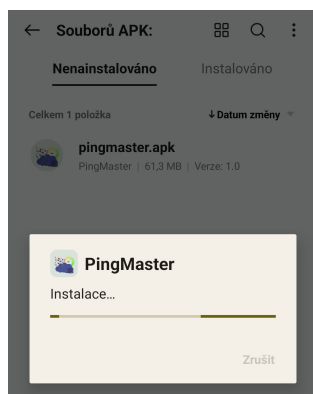 Souborů APK:
Nenainstalováno
Instalováno
Celkem 1 položka
↓ Datum změny
pingmaster.apk
PingMaster | 61,3 MB | Verze: 1.0
PingMaster
Instalace...
Zrušit